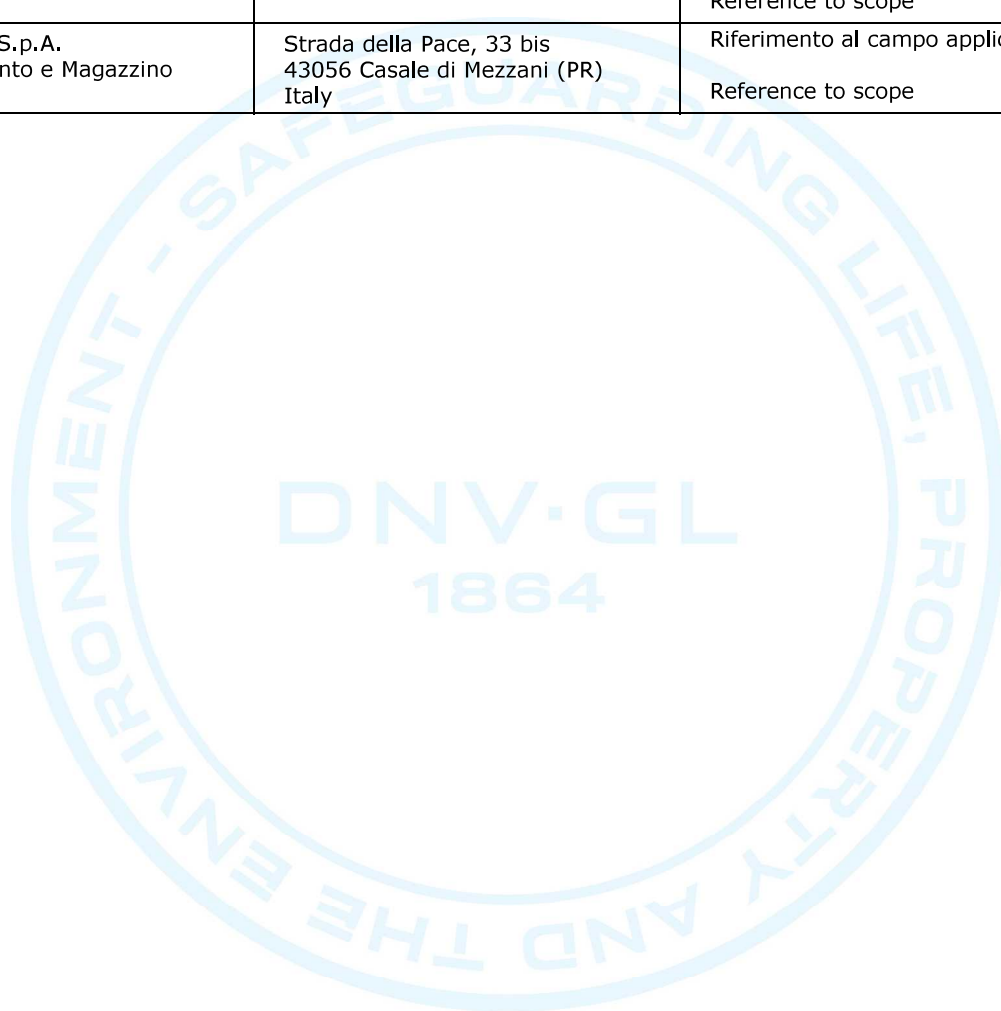 Reference to scope
S.p.A.
nto e Magazzino
Strada della Pace, 33 bis
43056 Casale di Mezzani (PR)
Italy
Riferimento al campo applic
Reference to scope
SAFEGUARDING LIFE, PROPERTY AND THE ENVIRONMENT -
DNV·GL
1864